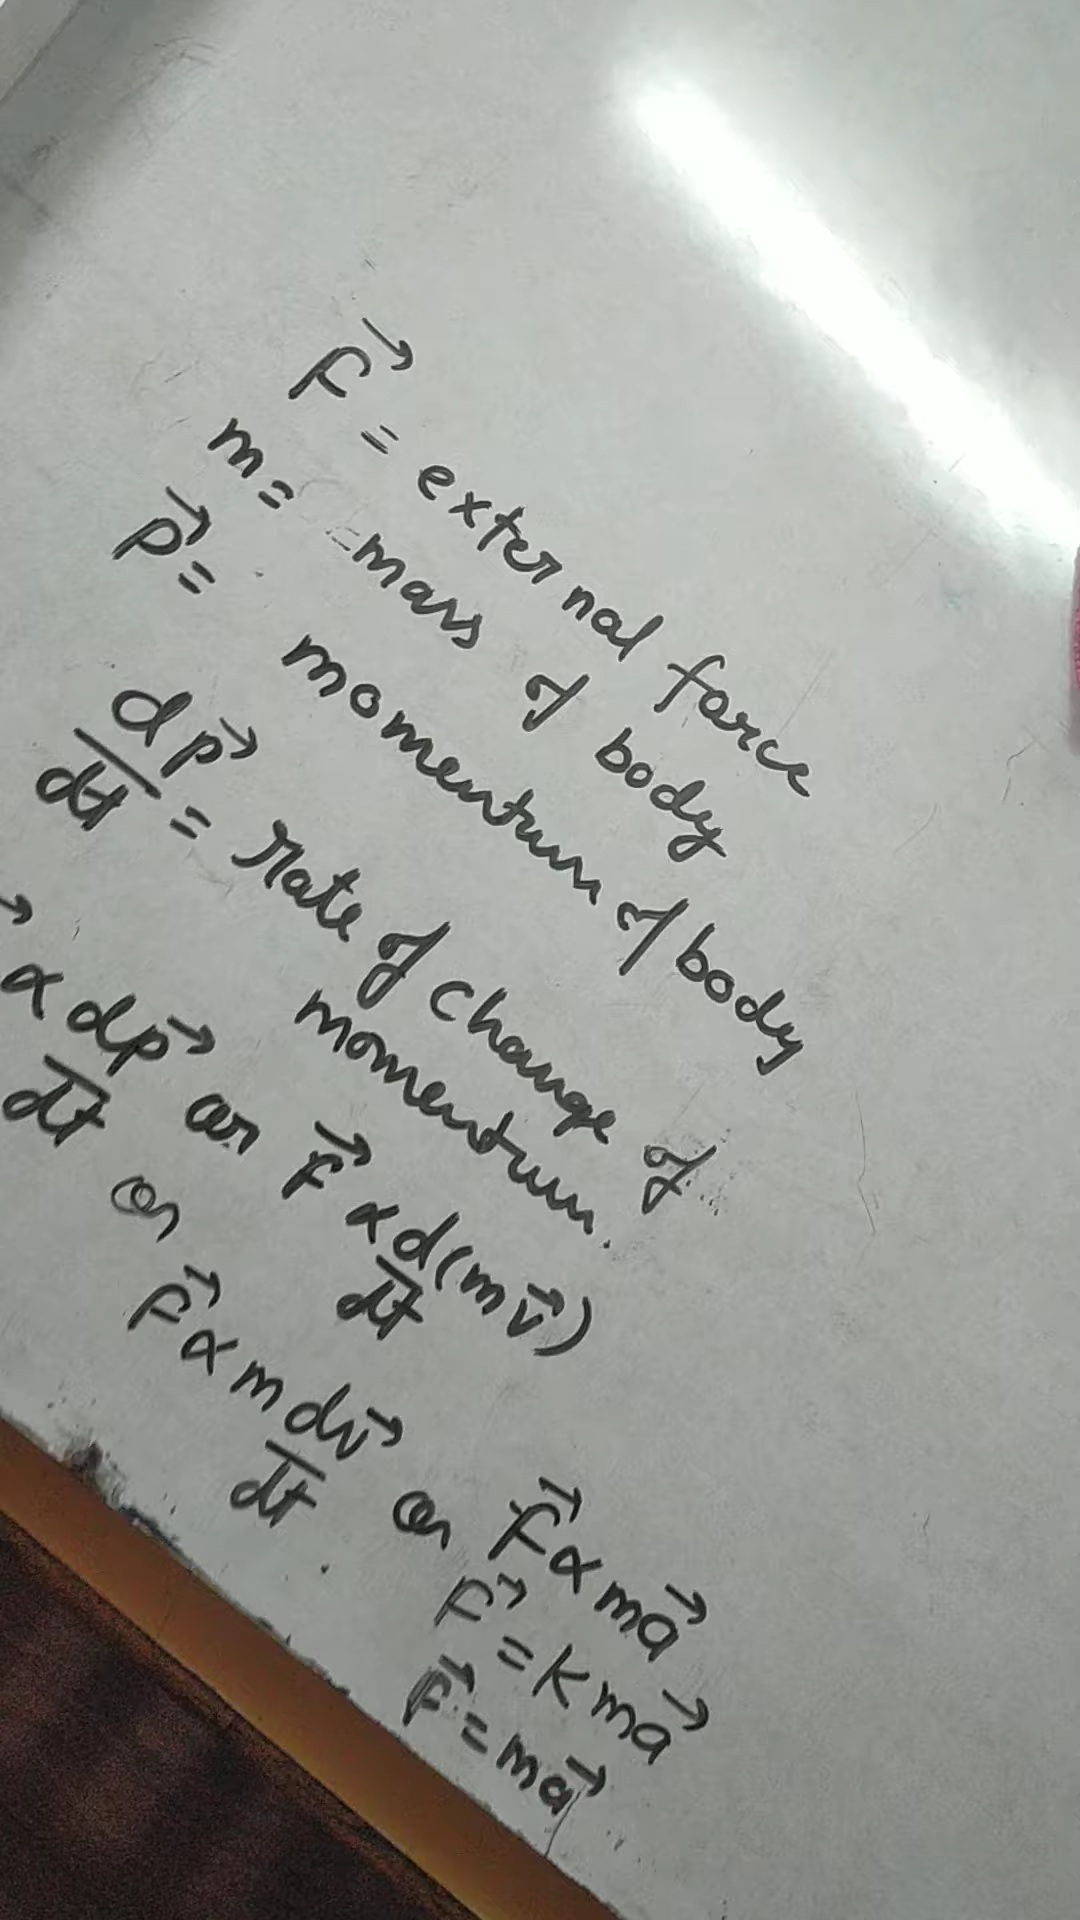 F⃗ = external force
m = mass of body
p⃗ = momentum of body
dp⃗/dt = rate of change of
momentum.
∝ dp⃗/dt or F⃗ ∝ d(mv⃗)/dt
or F⃗ ∝ m dv⃗/dt or F⃗ ∝ ma⃗
F⃗ = kma⃗
F⃗ = ma⃗